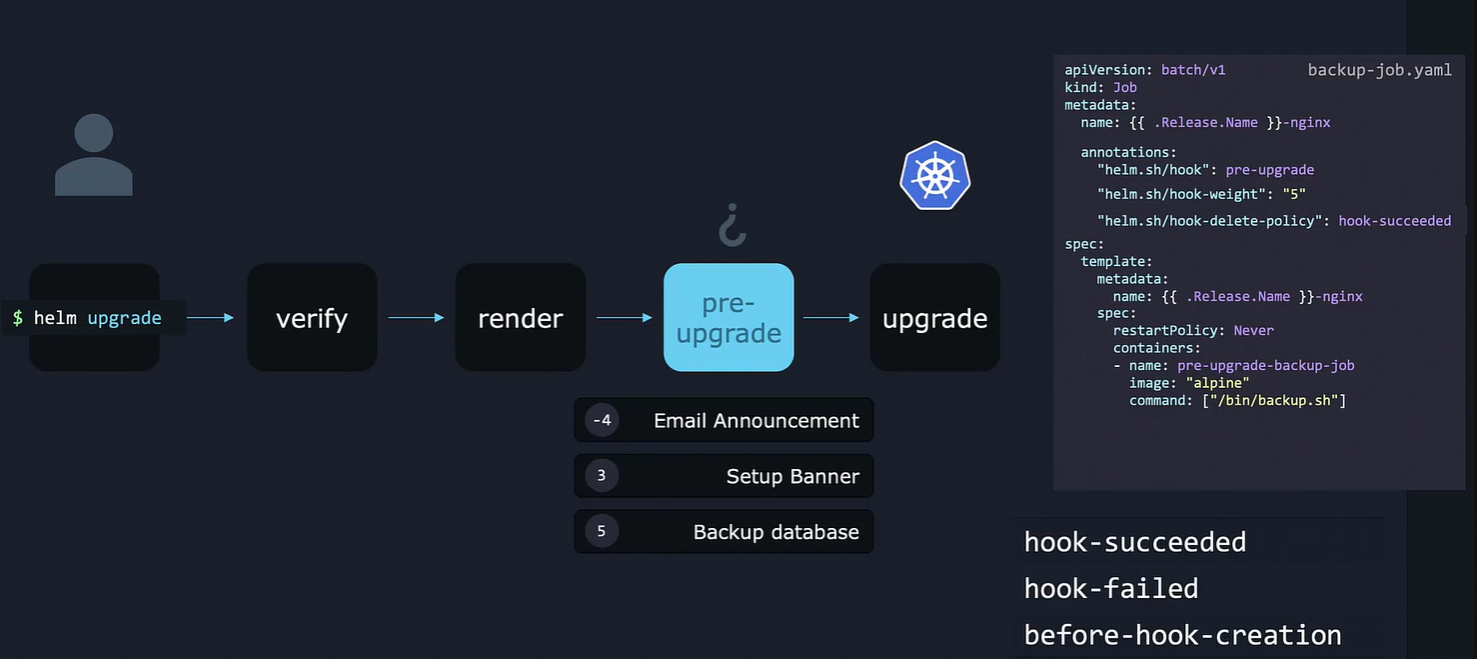 $ helm upgrade
verify
render
¿
pre-
upgrade
upgrade
-4 Email Announcement
3 Setup Banner
5 Backup database
backup-job.yaml
apiVersion: batch/v1
kind: Job
metadata:
  name: {{ .Release.Name }}-nginx
  annotations:
    "helm.sh/hook": pre-upgrade
    "helm.sh/hook-weight": "5"
    "helm.sh/hook-delete-policy": hook-succeeded
spec:
  template:
    metadata:
      name: {{ .Release.Name }}-nginx
    spec:
      restartPolicy: Never
      containers:
      - name: pre-upgrade-backup-job
        image: "alpine"
        command: ["/bin/backup.sh"]
hook-succeeded
hook-failed
before-hook-creation